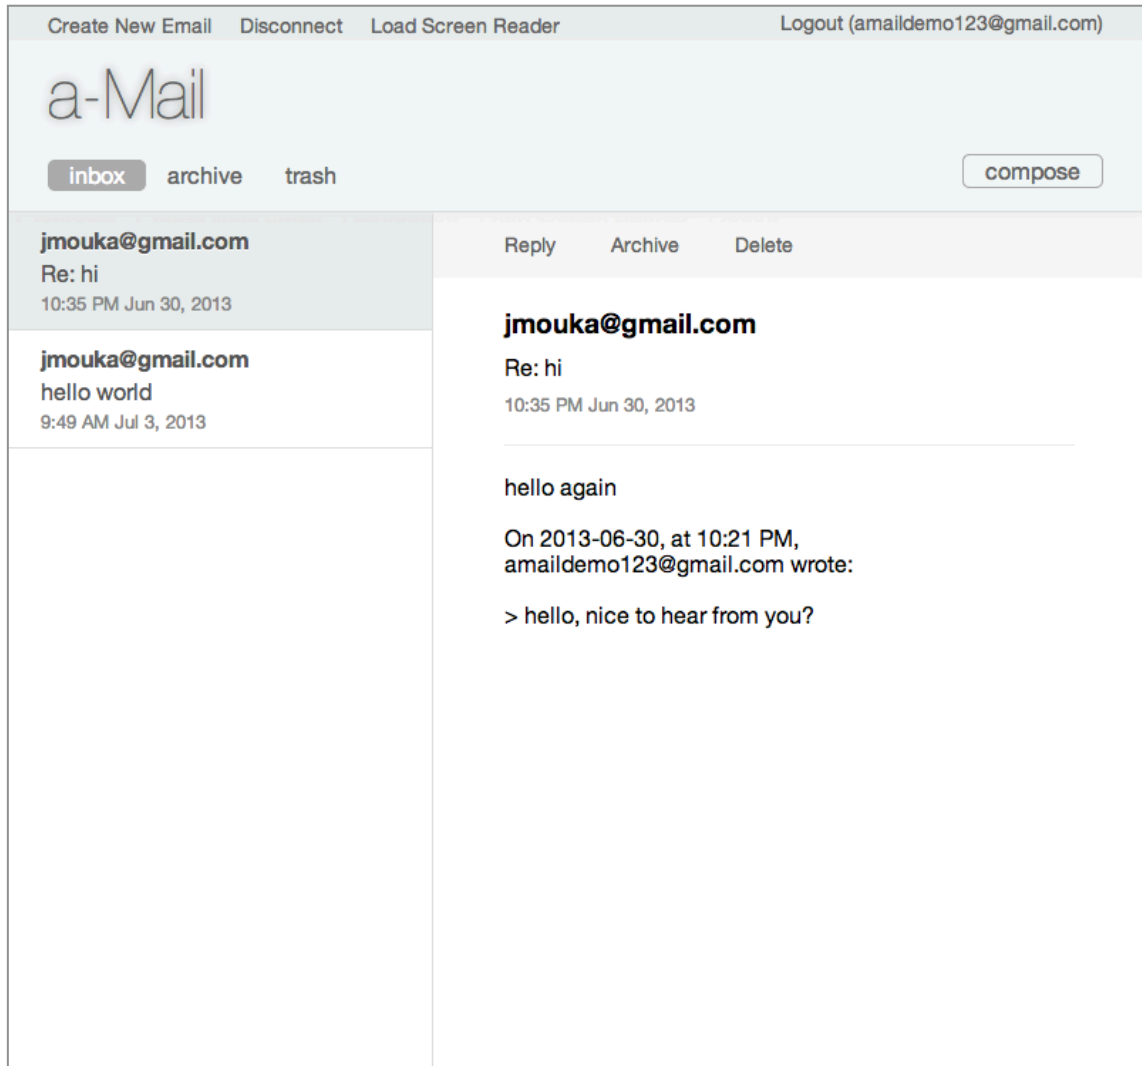 Create New Email Disconnect Load Screen Reader Logout (amaildemo123@gmail.com)
a-Mail
inbox archive trash compose
jmouka@gmail.com
Re: hi
10:35 PM Jun 30, 2013
jmouka@gmail.com
hello world
9:49 AM Jul 3, 2013
Reply Archive Delete
jmouka@gmail.com
Re: hi
10:35 PM Jun 30, 2013
hello again
On 2013-06-30, at 10:21 PM,
amaildemo123@gmail.com wrote:
> hello, nice to hear from you?